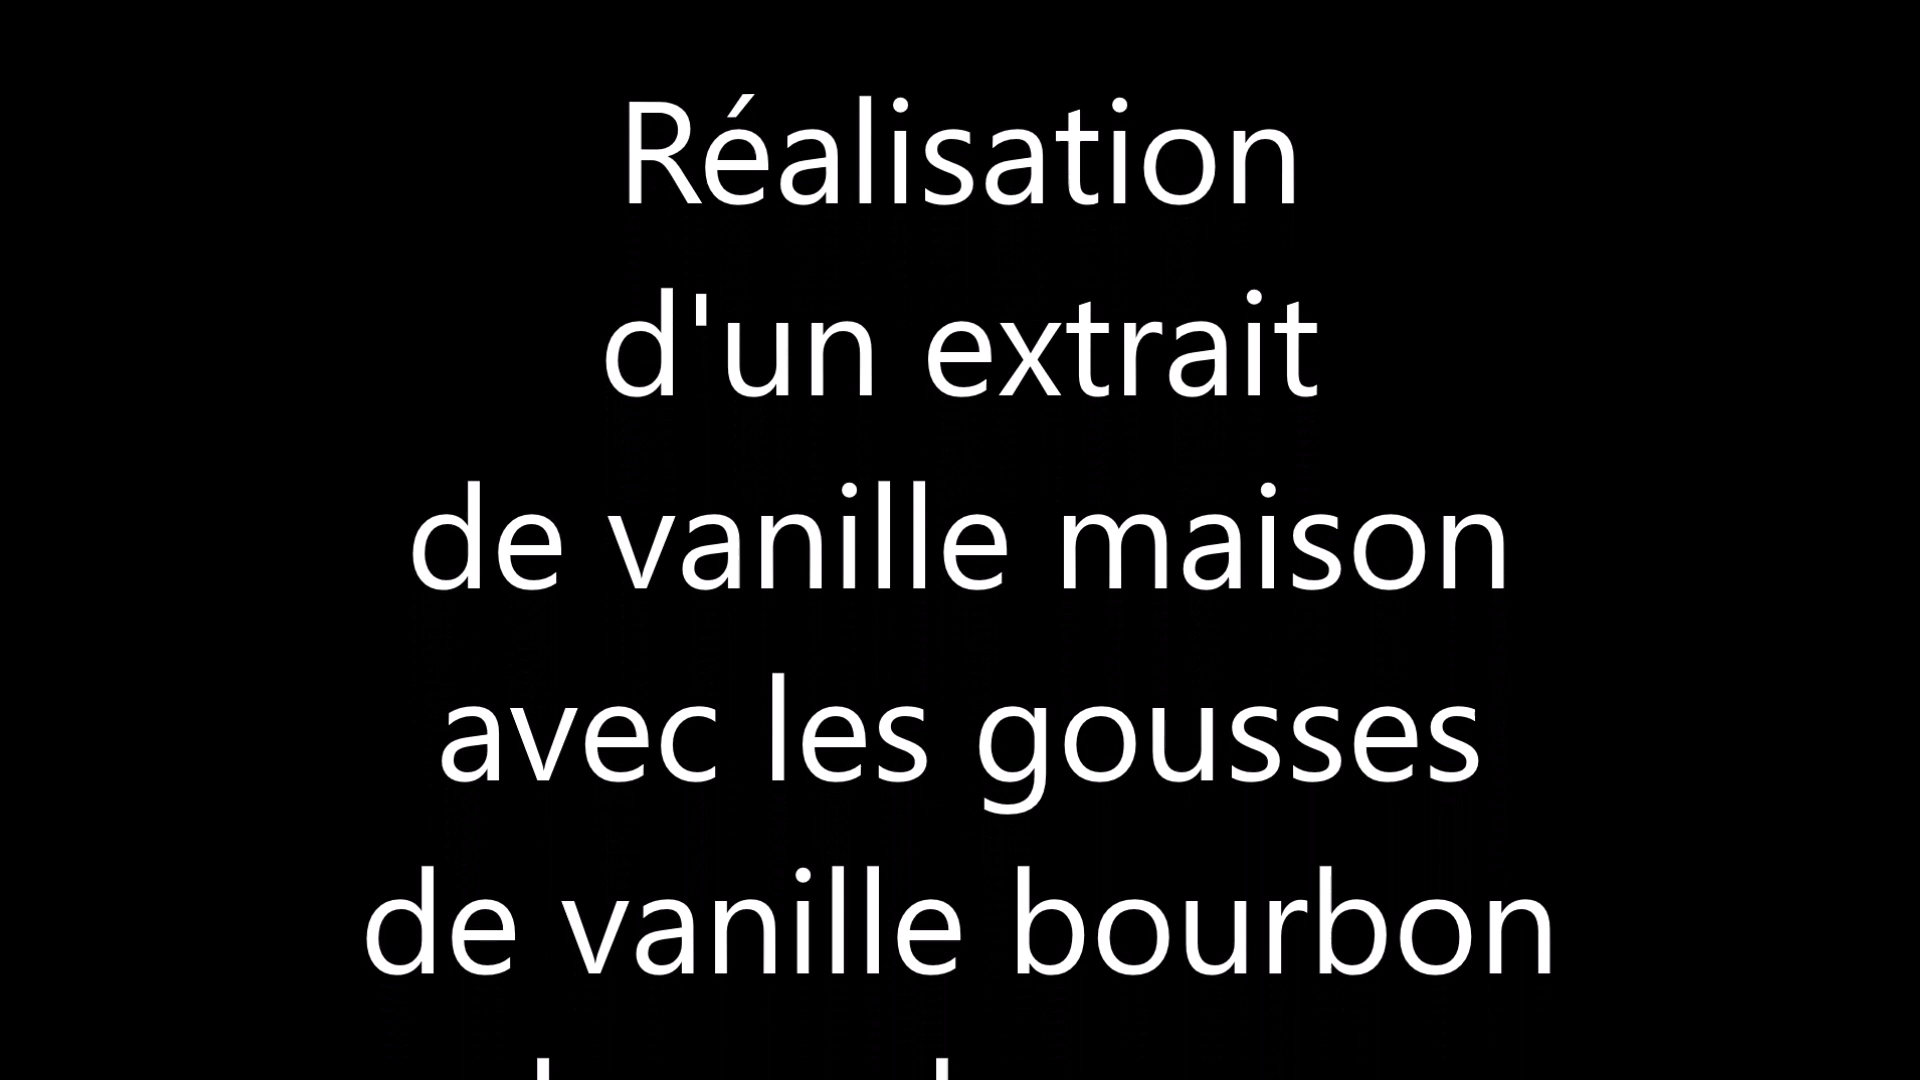 Réalisation
d'un extrait
de vanille maison
avec les gousses
de vanille bourbon